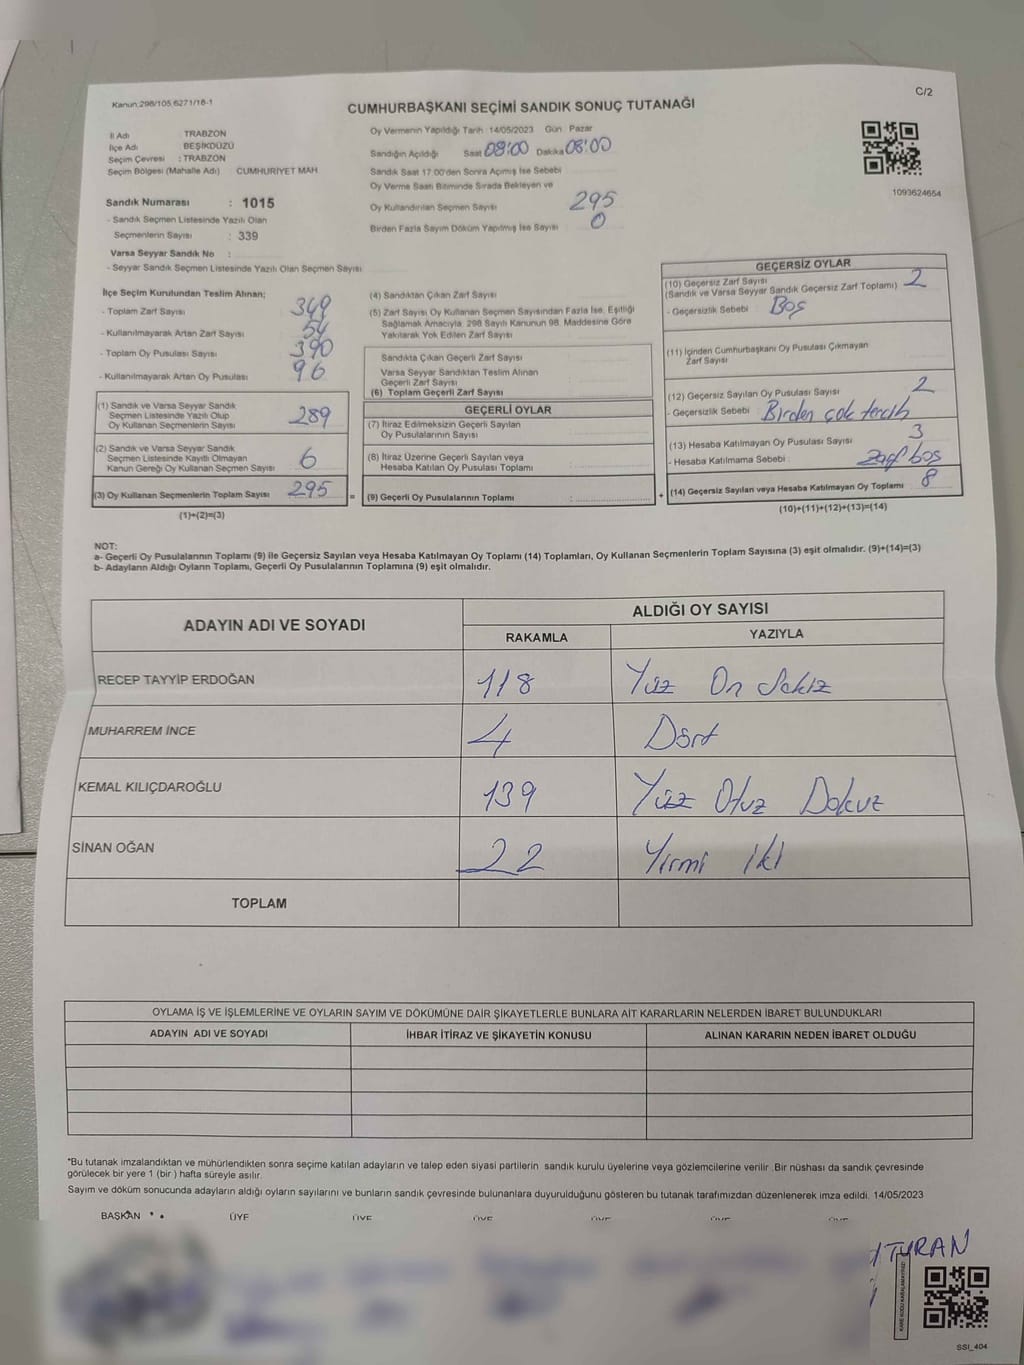 Kanun:298/105,6271/18-1
C/2
CUMHURBAŞKANI SEÇİMİ SANDIK SONUÇ TUTANAĞI
İl Adı TRABZON
İlçe Adı BEŞİKDÜZÜ
Seçim Çevresi : TRABZON
Seçim Bölgesi (Mahalle Adı) CUMHURİYET MAH
Sandık Numarası : 1015
- Sandık Seçmen Listesinde Yazılı Olan
Seçmenlerin Sayısı : 339
Varsa Seyyar Sandık No :
- Seyyar Sandık Seçmen Listesinde Yazılı Olan Seçmen Sayısı
Oy Vermenin Yapıldığı Tarih : 14/05/2023 Gün : Pazar
Sandığın Açıldığı Saat 08:00 Dakika 08:00
Sandık Saat 17:00'den Sonra Açımış İse Sebebi
Oy Verme Saati Bitiminde Sırada Bekleyen ve
Oy Kullandırılan Seçmen Sayısı 295
Birden Fazla Sayım Döküm Yapılmış İse Sayısı 0
1093624654
İlçe Seçim Kurulundan Teslim Alınan;
- Toplam Zarf Sayısı 349
- Kullanılmayarak Artan Zarf Sayısı 54
- Toplam Oy Pusulası Sayısı 390
- Kullanılmayarak Artan Oy Pusulası 96
(1) Sandık ve Varsa Seyyar Sandık
Seçmen Listesinde Yazılı Olup
Oy Kullanan Seçmenlerin Sayısı 289
(2) Sandık ve Varsa Seyyar Sandık
Seçmen Listesinde Kayıtlı Olmayan
Kanun Gereği Oy Kullanan Seçmen Sayısı 6
(3) Oy Kullanan Seçmenlerin Toplam Sayısı 295
(1)+(2)=(3)
=
(4) Sandıktan Çıkan Zarf Sayısı
(5) Zarf Sayısı Oy Kullanan Seçmen Sayısından Fazla İse, Eşitliği
Sağlamak Amacıyla, 298 Sayılı Kanunun 98. Maddesine Göre
Yakılarak Yok Edilen Zarf Sayısı
Sandıkta Çıkan Geçerli Zarf Sayısı
Varsa Seyyar Sandıktan Teslim Alınan
Geçerli Zarf Sayısı
(6) Toplam Geçerli Zarf Sayısı
GEÇERLİ OYLAR
(7) İtiraz Edilmeksizin Geçerli Sayılan
Oy Pusulalarının Sayısı
(8) İtiraz Üzerine Geçerli Sayılan veya
Hesaba Katılan Oy Pusulası Toplamı
(9) Geçerli Oy Pusulalarının Toplamı :
+
GEÇERSİZ OYLAR
(10) Geçersiz Zarf Sayısı 2
(Sandık ve Varsa Seyyar Sandık Geçersiz Zarf Toplamı)
- Geçersizlik Sebebi Boş
(11) İçinden Cumhurbaşkanı Oy Pusulası Çıkmayan
Zarf Sayısı
(12) Geçersiz Sayılan Oy Pusulası Sayısı 2
- Geçersizlik Sebebi Birden çok tercih
(13) Hesaba Katılmayan Oy Pusulası Sayısı 3
- Hesaba Katılmama Sebebi : Zarf boş
(14) Geçersiz Sayılan veya Hesaba Katılmayan Oy Toplamı 8
(10)+(11)+(12)+(13)=(14)
NOT:
a- Geçerli Oy Pusulalarının Toplamı (9) ile Geçersiz Sayılan veya Hesaba Katılmayan Oy Toplamı (14) Toplamları, Oy Kullanan Seçmenlerin Toplam Sayısına (3) eşit olmalıdır. (9)+(14)=(3)
b- Adayların Aldığı Oyların Toplamı, Geçerli Oy Pusulalarının Toplamına (9) eşit olmalıdır.
ADAYIN ADI VE SOYADI
ALDIĞI OY SAYISI
RAKAMLA YAZIYLA
RECEP TAYYİP ERDOĞAN 118 Yüz On Sekiz
MUHARREM İNCE 4 Dört
KEMAL KILIÇDAROĞLU 139 Yüz Otuz Dokuz
SİNAN OĞAN 22 Yirmi iki
TOPLAM
OYLAMA İŞ VE İŞLEMLERİNE VE OYLARIN SAYIM VE DÖKÜMÜNE DAİR ŞİKAYETLERLE BUNLARA AİT KARARLARIN NELERDEN İBARET BULUNDUKLARI
ADAYIN ADI VE SOYADI İHBAR İTİRAZ VE ŞİKAYETİN KONUSU ALINAN KARARIN NEDEN İBARET OLDUĞU
*Bu tutanak imzalandıktan ve mühürlendikten sonra seçime katılan adayların ve talep eden siyasi partilerin sandık kurulu üyelerine veya gözlemcilerine verilir .Bir nüshası da sandık çevresinde
görülecek bir yere 1 (bir ) hafta süreyle asılır.
Sayım ve döküm sonucunda adayların aldığı oyların sayılarını ve bunların sandık çevresinde bulunanlara duyurulduğunu gösteren bu tutanak tarafımızdan düzenlenerek imza edildi. 14/05/2023
BAŞKAN ÜYE ÜYE ÜYE ÜYE ÜYE ÜYE
TURAN
KARE KODU KARALAMAYINIZ!
SSI_404